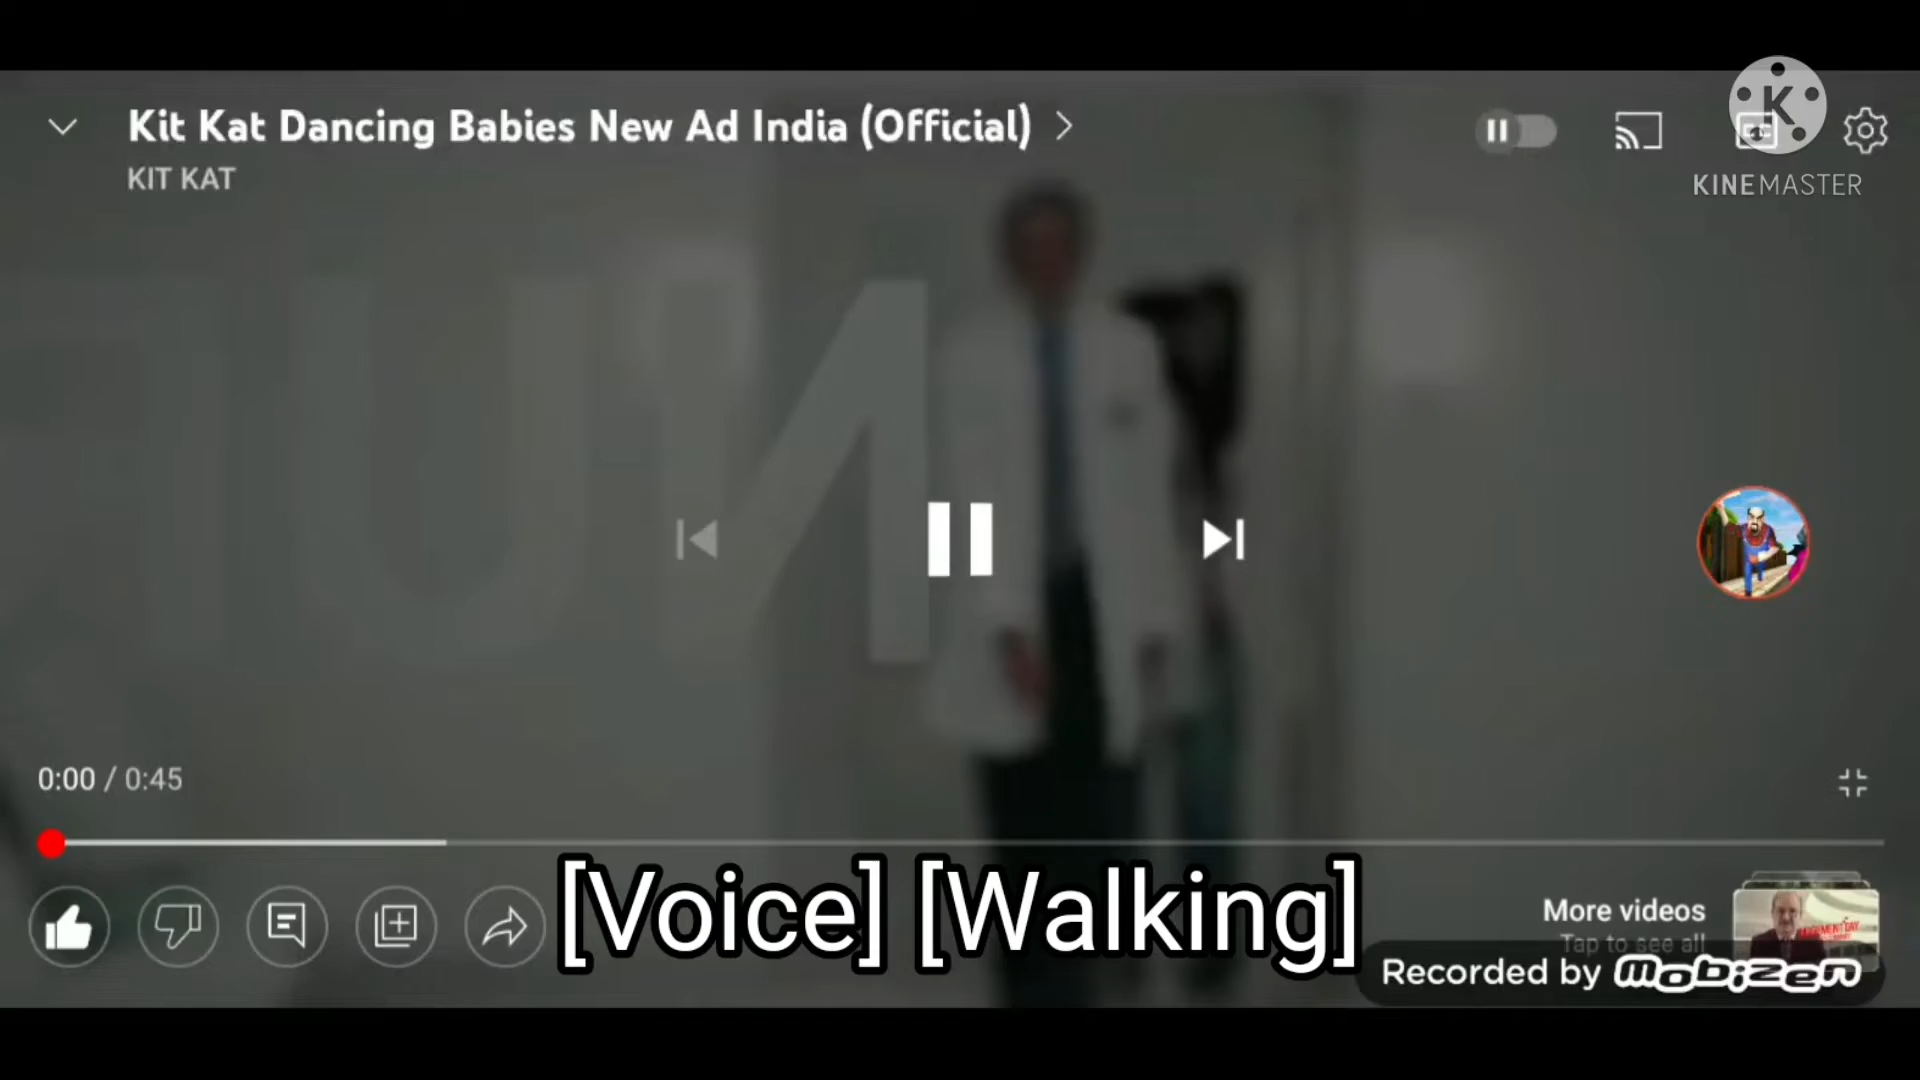 Kit Kat Dancing Babies New Ad India (Official)
KIT KAT
KINEMASTER
0:00 / 0:45
[Voice] [Walking]
More videos
Tap to see all
Recorded by mobizen